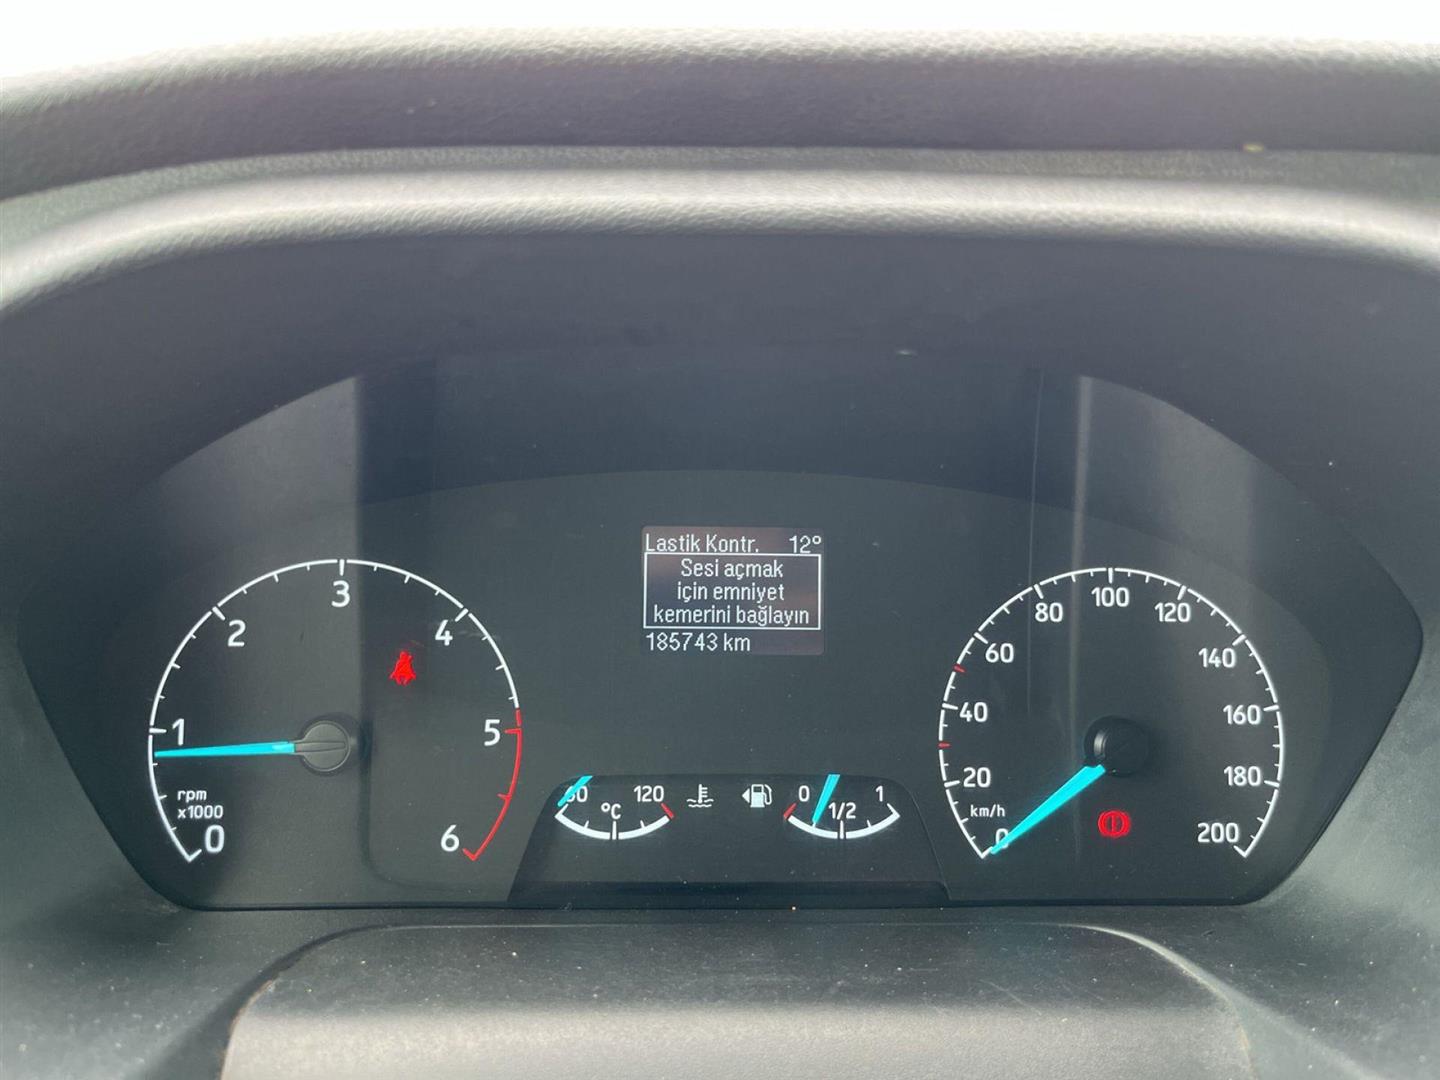 Lastik Kontr. 12°
Sesi açmak
için emniyet
kemerini bağlayın
185743 km
0
1
2
3
4
5
6
rpm
x1000
60
°C
120
0
1/2
1
0
20
40
60
80
100
120
140
160
180
200
km/h